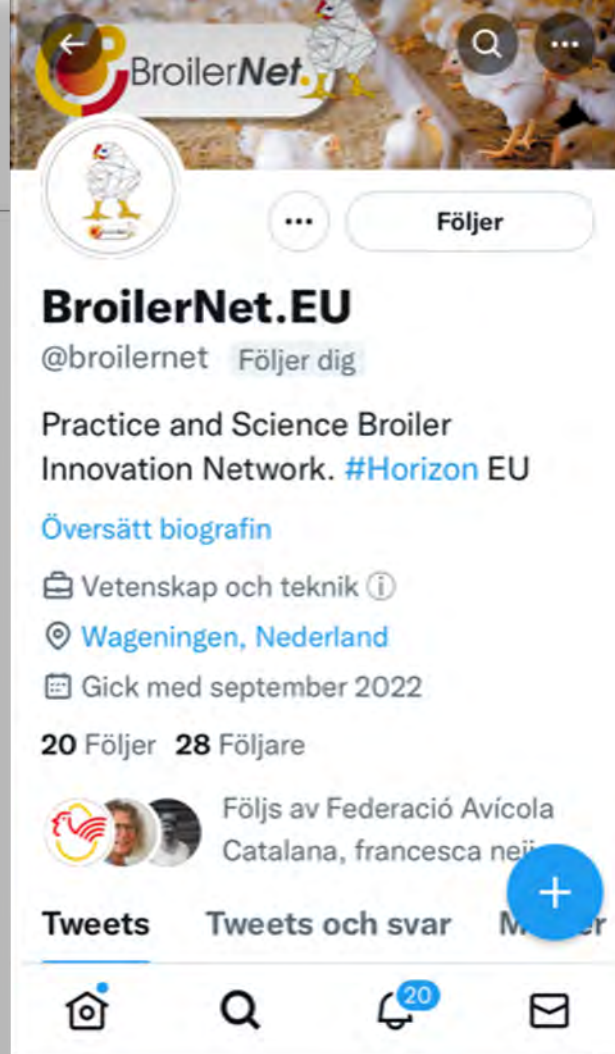 BroilerNet.
Följer
BroilerNet.EU
@broilernet Följer dig
Practice and Science Broiler
Innovation Network. #Horizon EU
Översätt biografin
Vetenskap och teknik
Wageningen, Nederland
Gick med september 2022
20 Följer 28 Följare
Följs av Federació Avícola
Catalana, francesca
Tweets Tweets och svar
20